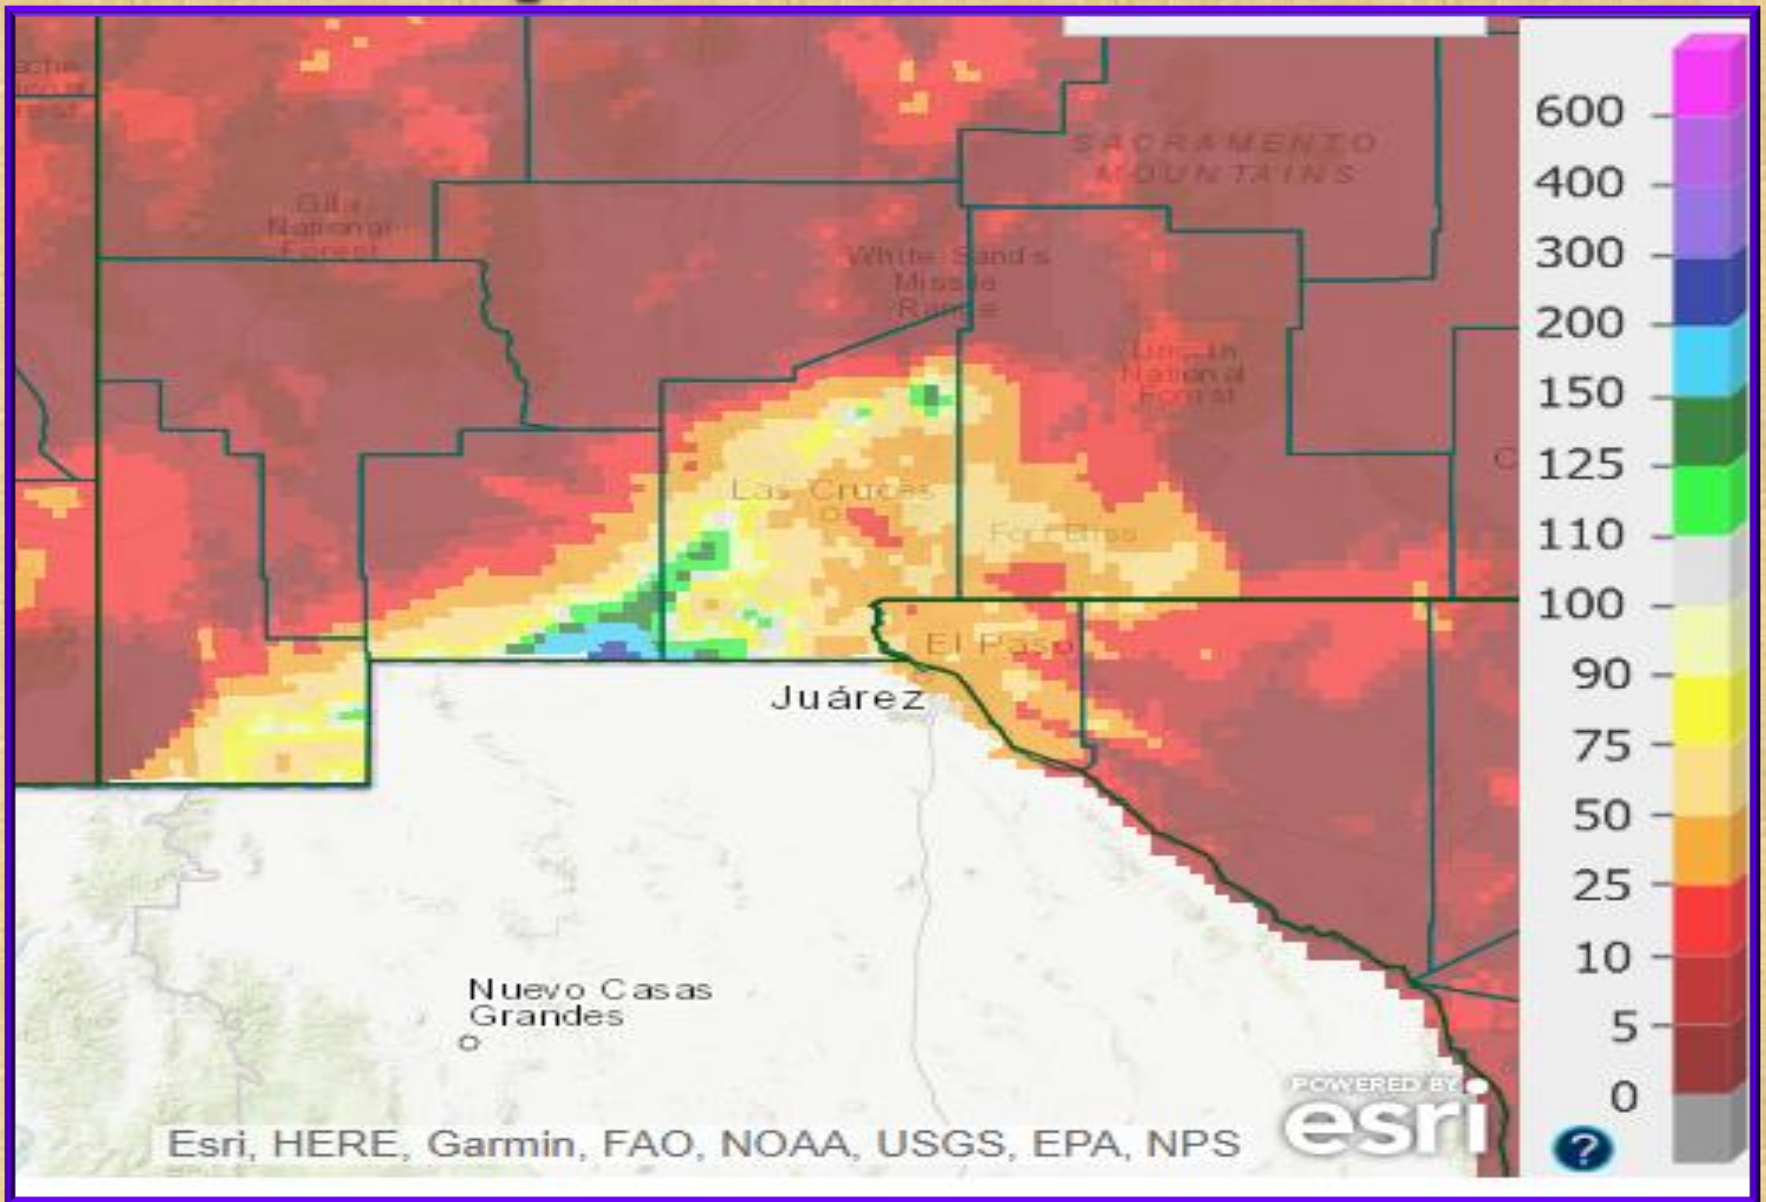 SACRAMENTO
MOUNTAINS
Gila
National
Forest
White Sands
Missile
Range
Lincoln
National
Forest
Las Cruces
Fort Bliss
El Paso
Juárez
Nuevo Casas
Grandes
POWERED BY
esri
Esri, HERE, Garmin, FAO, NOAA, USGS, EPA, NPS
600
400
300
200
150
125
110
100
90
75
50
25
10
5
0
?